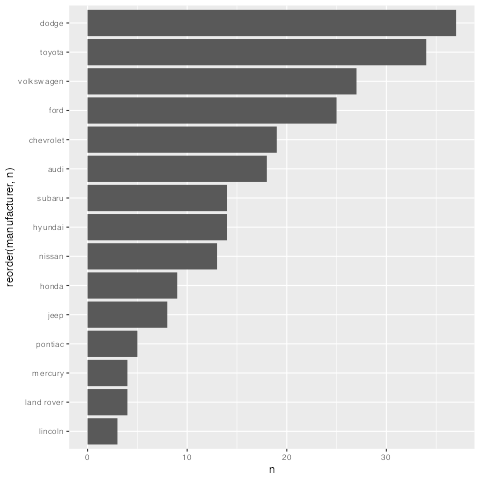 dodge
toyota
volkswagen
ford
chevrolet
audi
subaru
hyundai
nissan
honda
jeep
pontiac
mercury
land rover
lincoln
reorder(manufacturer, n)
0 10 20 30
n